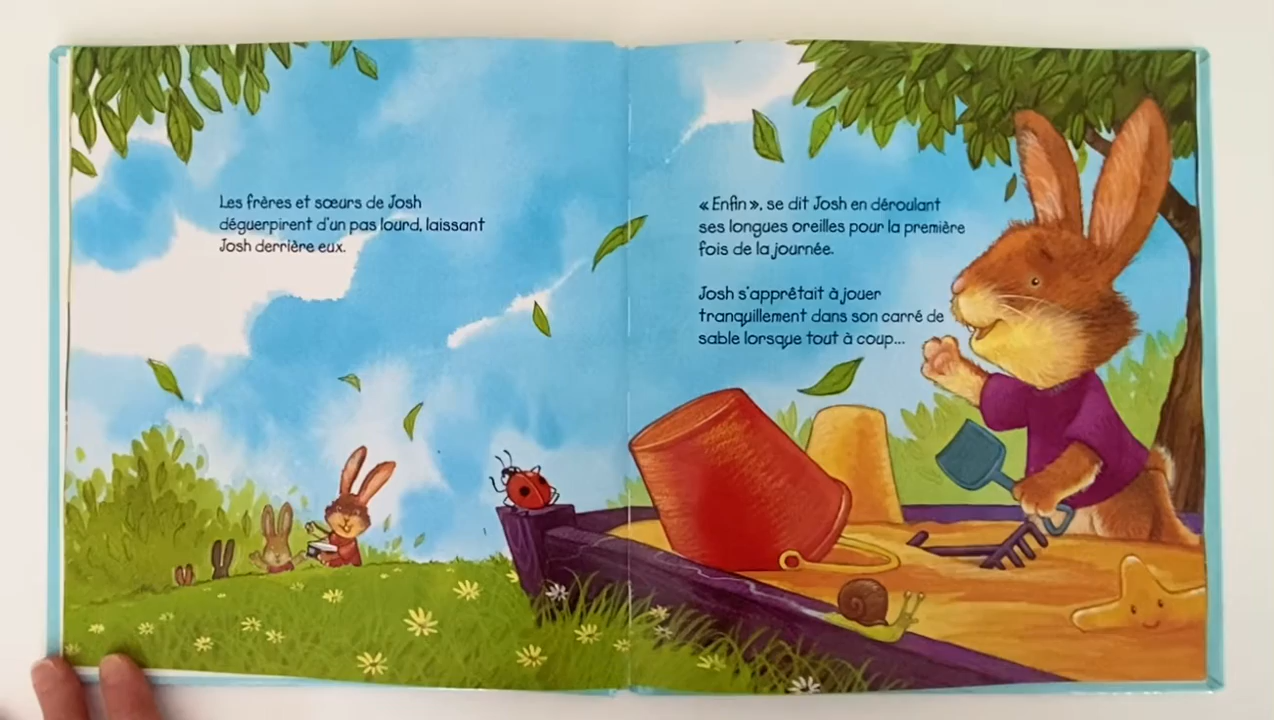 Les frères et sœurs de Josh
déguerpirent d'un pas lourd, laissant
Josh derrière eux.
« Enfin », se dit Josh en déroulant
ses longues oreilles pour la première
fois de la journée.
Josh s'apprêtait à jouer
tranquillement dans son carré de
sable lorsque tout à coup...